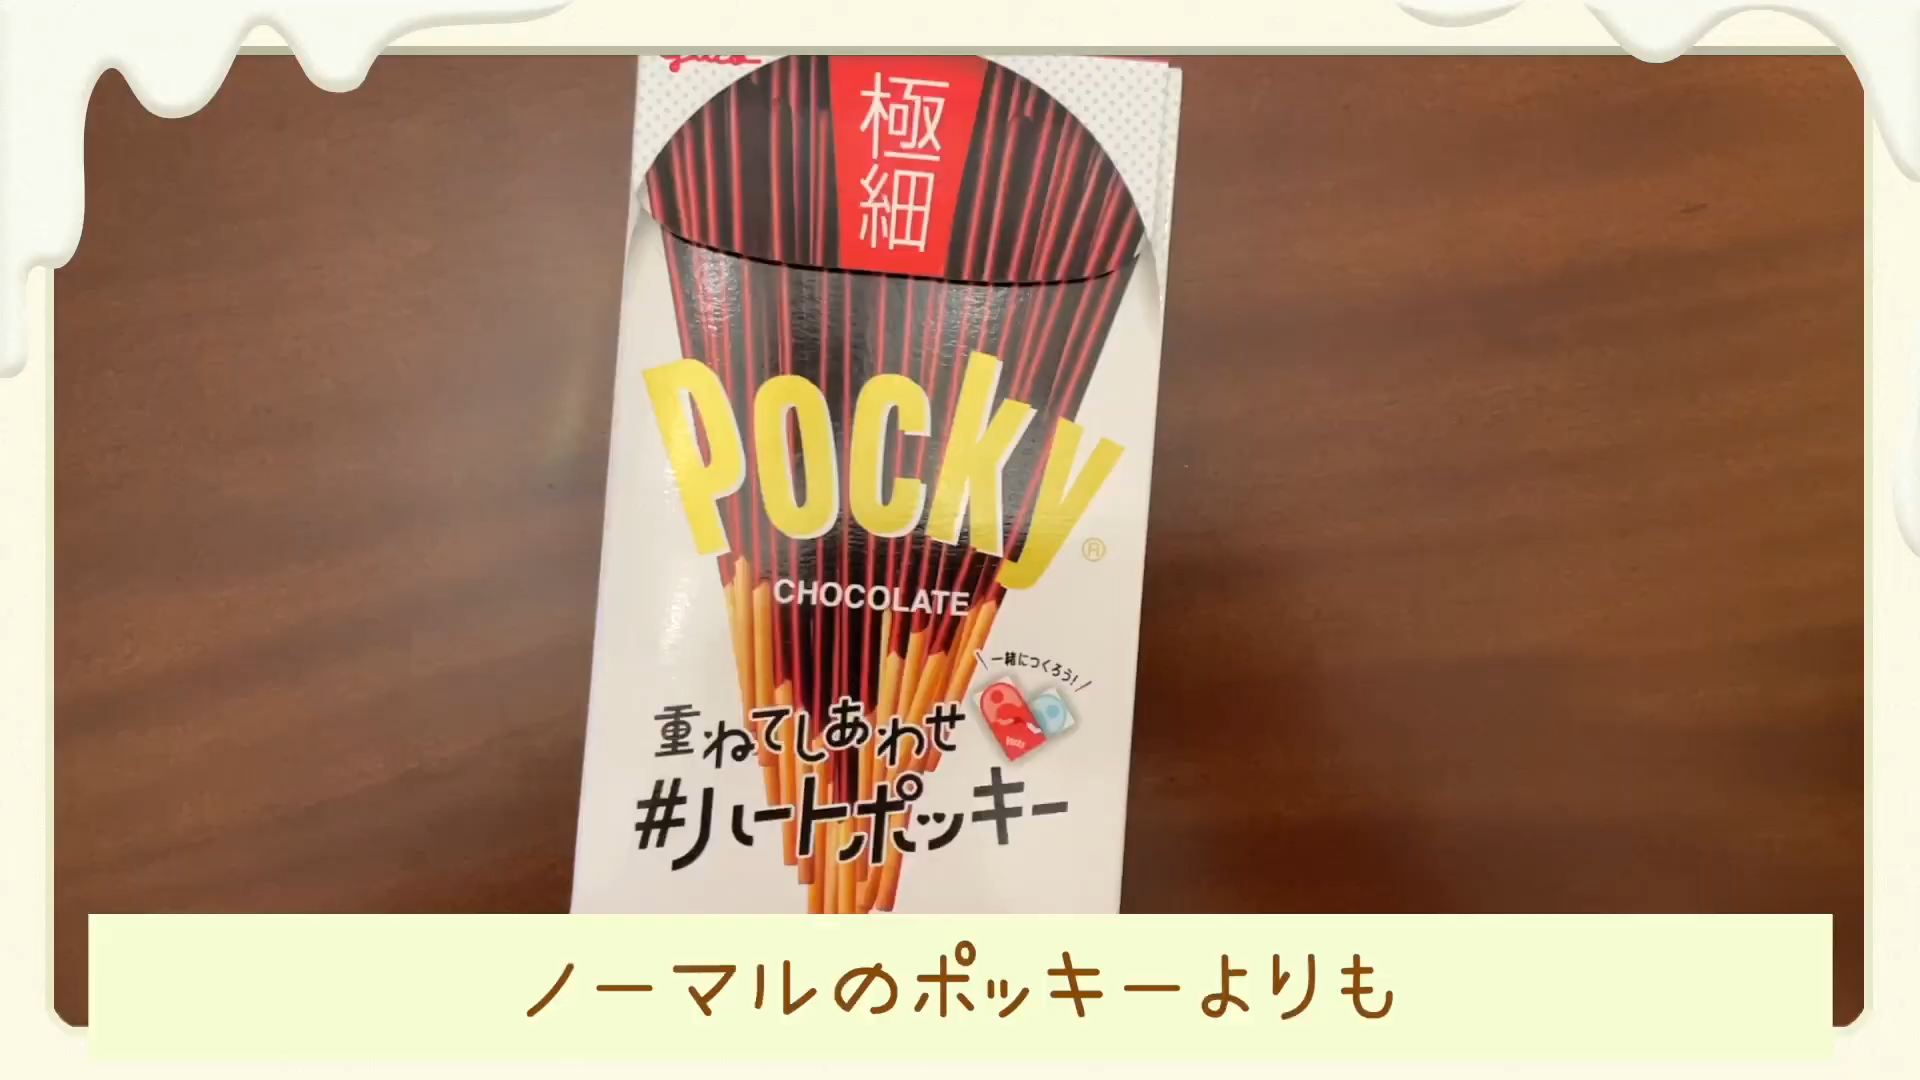 glico
極細
Pocky®
CHOCOLATE
一緒につくろう!
重ねてしあわせ
#ハートポッキー
ノーマルのポッキーよりも